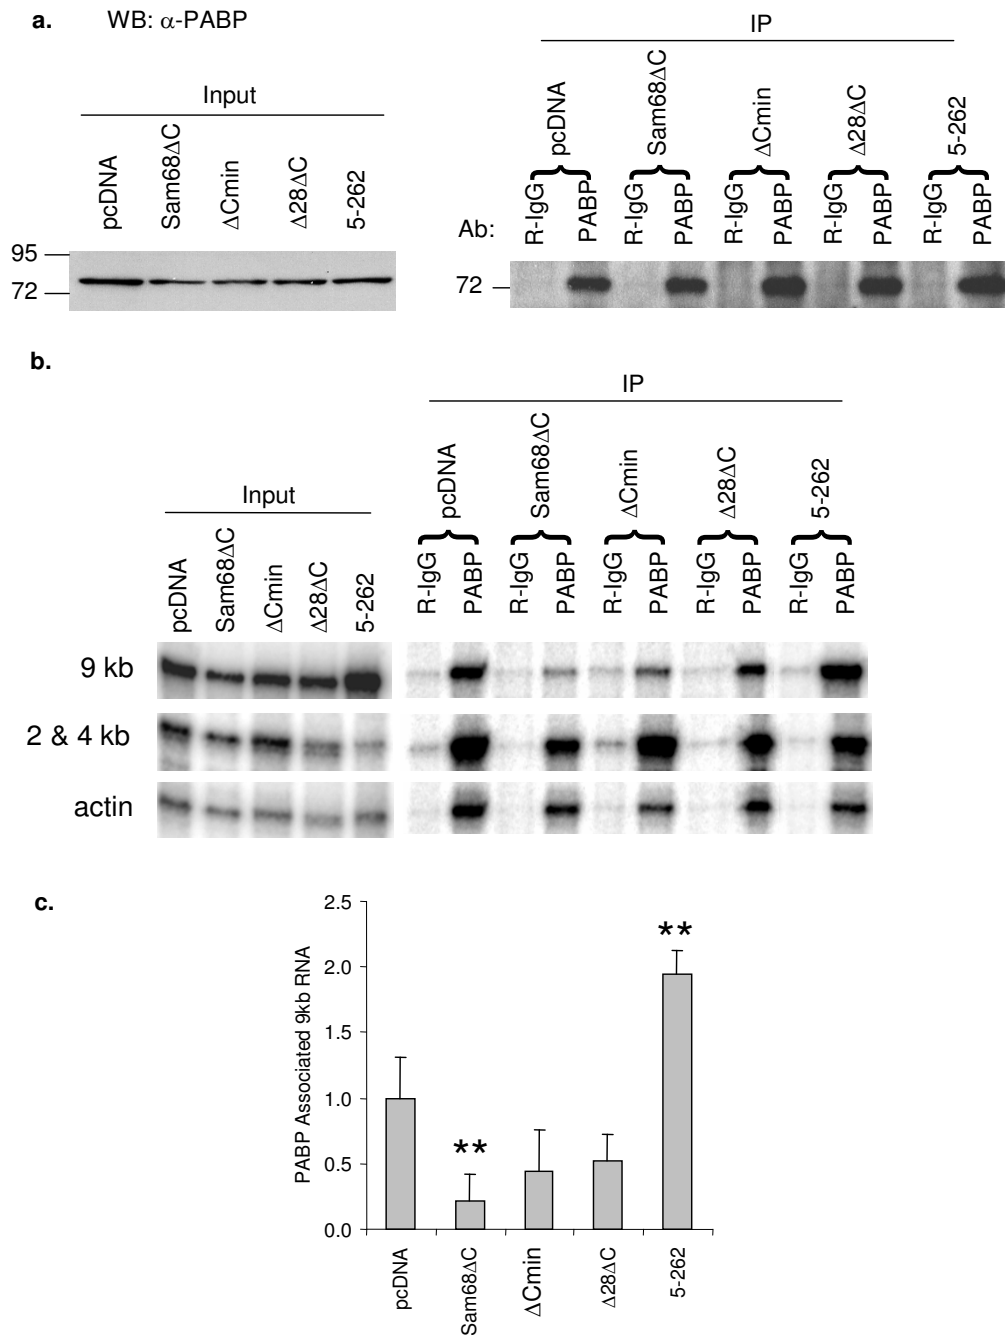 a.
WB: α-PABP
Input
pcDNA
Sam68ΔC
ΔCmin
Δ28ΔC
5-262
95
72
IP
pcDNA
Sam68ΔC
ΔCmin
Δ28ΔC
5-262
Ab:
R-IgG
PABP
R-IgG
PABP
R-IgG
PABP
R-IgG
PABP
R-IgG
PABP
72
b.
Input
pcDNA
Sam68ΔC
ΔCmin
Δ28ΔC
5-262
IP
pcDNA
Sam68ΔC
ΔCmin
Δ28ΔC
5-262
R-IgG
PABP
R-IgG
PABP
R-IgG
PABP
R-IgG
PABP
R-IgG
PABP
9 kb
2 & 4 kb
actin
c.
PABP Associated 9kb RNA
2.5
2.0
1.5
1.0
0.5
0.0
**
**
pcDNA
Sam68ΔC
ΔCmin
Δ28ΔC
5-262